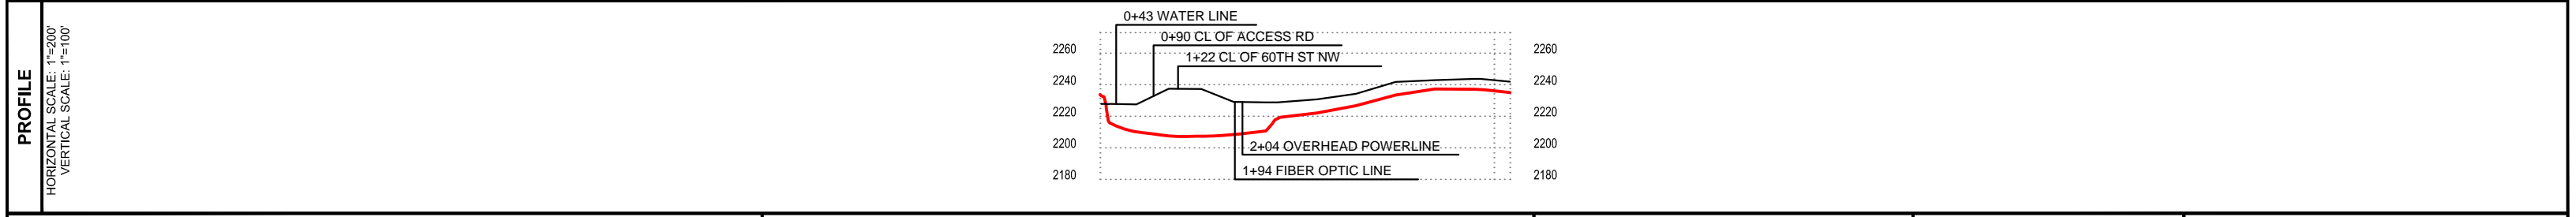 PROFILE
HORIZONTAL SCALE: 1"=200'
VERTICAL SCALE: 1"=100'
0+43 WATER LINE
0+90 CL OF ACCESS RD
1+22 CL OF 60TH ST NW
2260
2260
2240
2240
2220
2220
2200
2+04 OVERHEAD POWERLINE
2200
1+94 FIBER OPTIC LINE
2180
2180